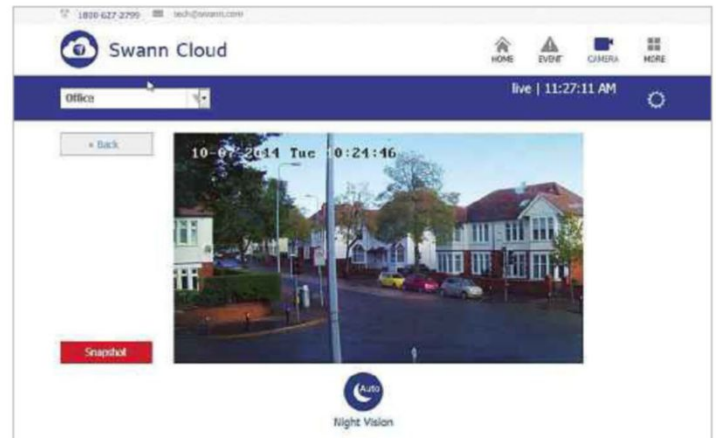 1800-627-2799 tech@swann.com
Swann Cloud
HOME EVENT CAMERA MORE
Office
live | 11:27:11 AM
« Back
10-07-2014 Tue 10:24:46
Snapshot
Auto
Night Vision